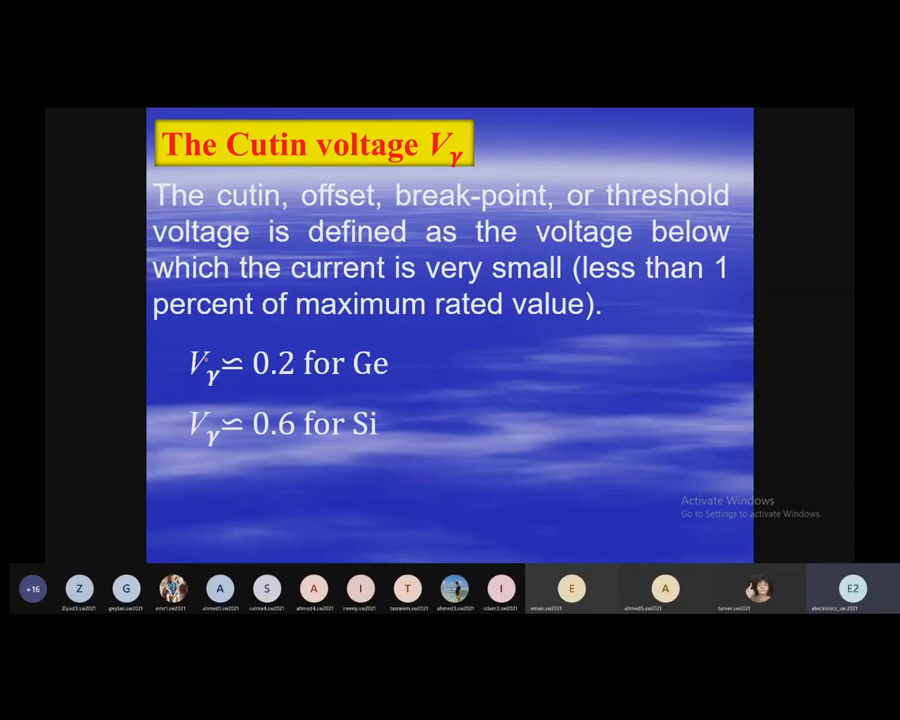 The Cutin voltage Vγ
The cutin, offset, break-point, or threshold
voltage is defined as the voltage below
which the current is very small (less than 1
percent of maximum rated value).
Vγ≃ 0.2 for Ge
Vγ≃ 0.6 for Si
Activate Windows
Go to Settings to activate Windows.
+16 Z G A S A I T I E A E2
Ziyad3.sw2021 geylan.sw2021 omr1.sw2021 ahmed1.sw2021 salma4.sw2021 ahmed4.sw2021 tasneem.sw2021 ahmed3.sw2021 islam3.sw2021 eman.sw2021 ahmed5.sw2021 tamer.sw2021 electronics_sw 2021